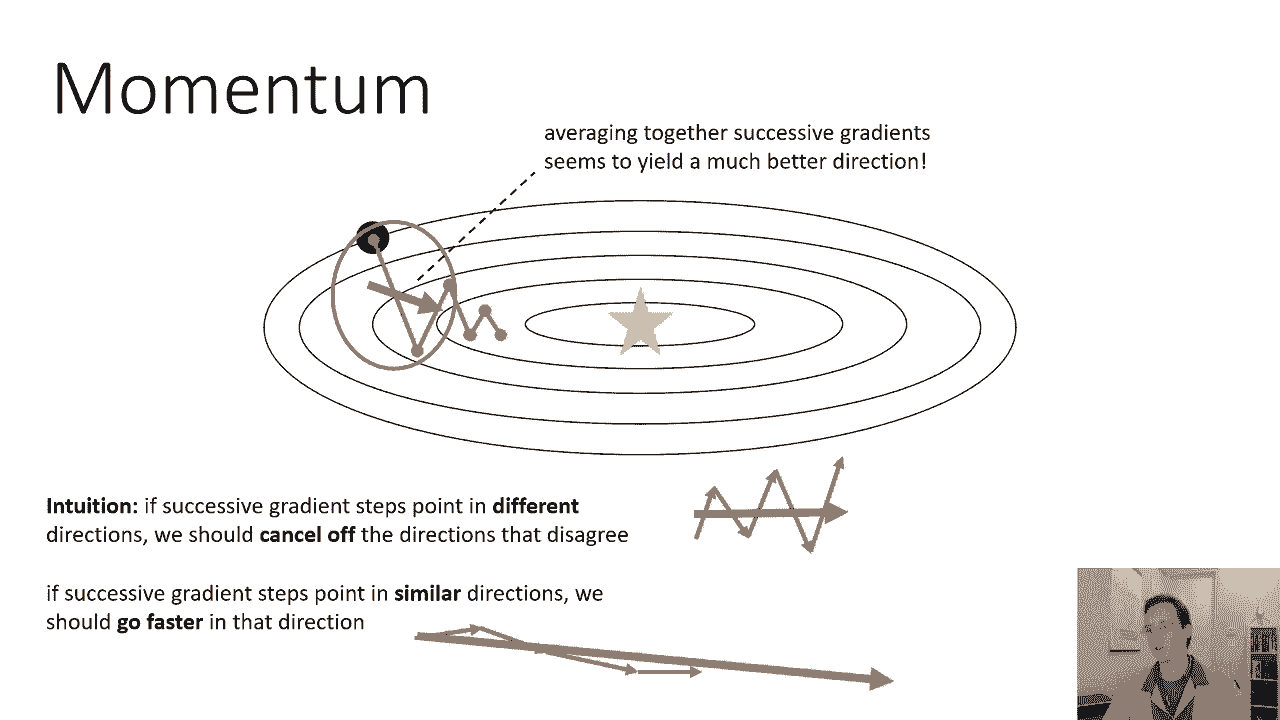 Momentum
averaging together successive gradients
seems to yield a much better direction!
Intuition: if successive gradient steps point in different
directions, we should cancel off the directions that disagree
if successive gradient steps point in similar directions, we
should go faster in that direction